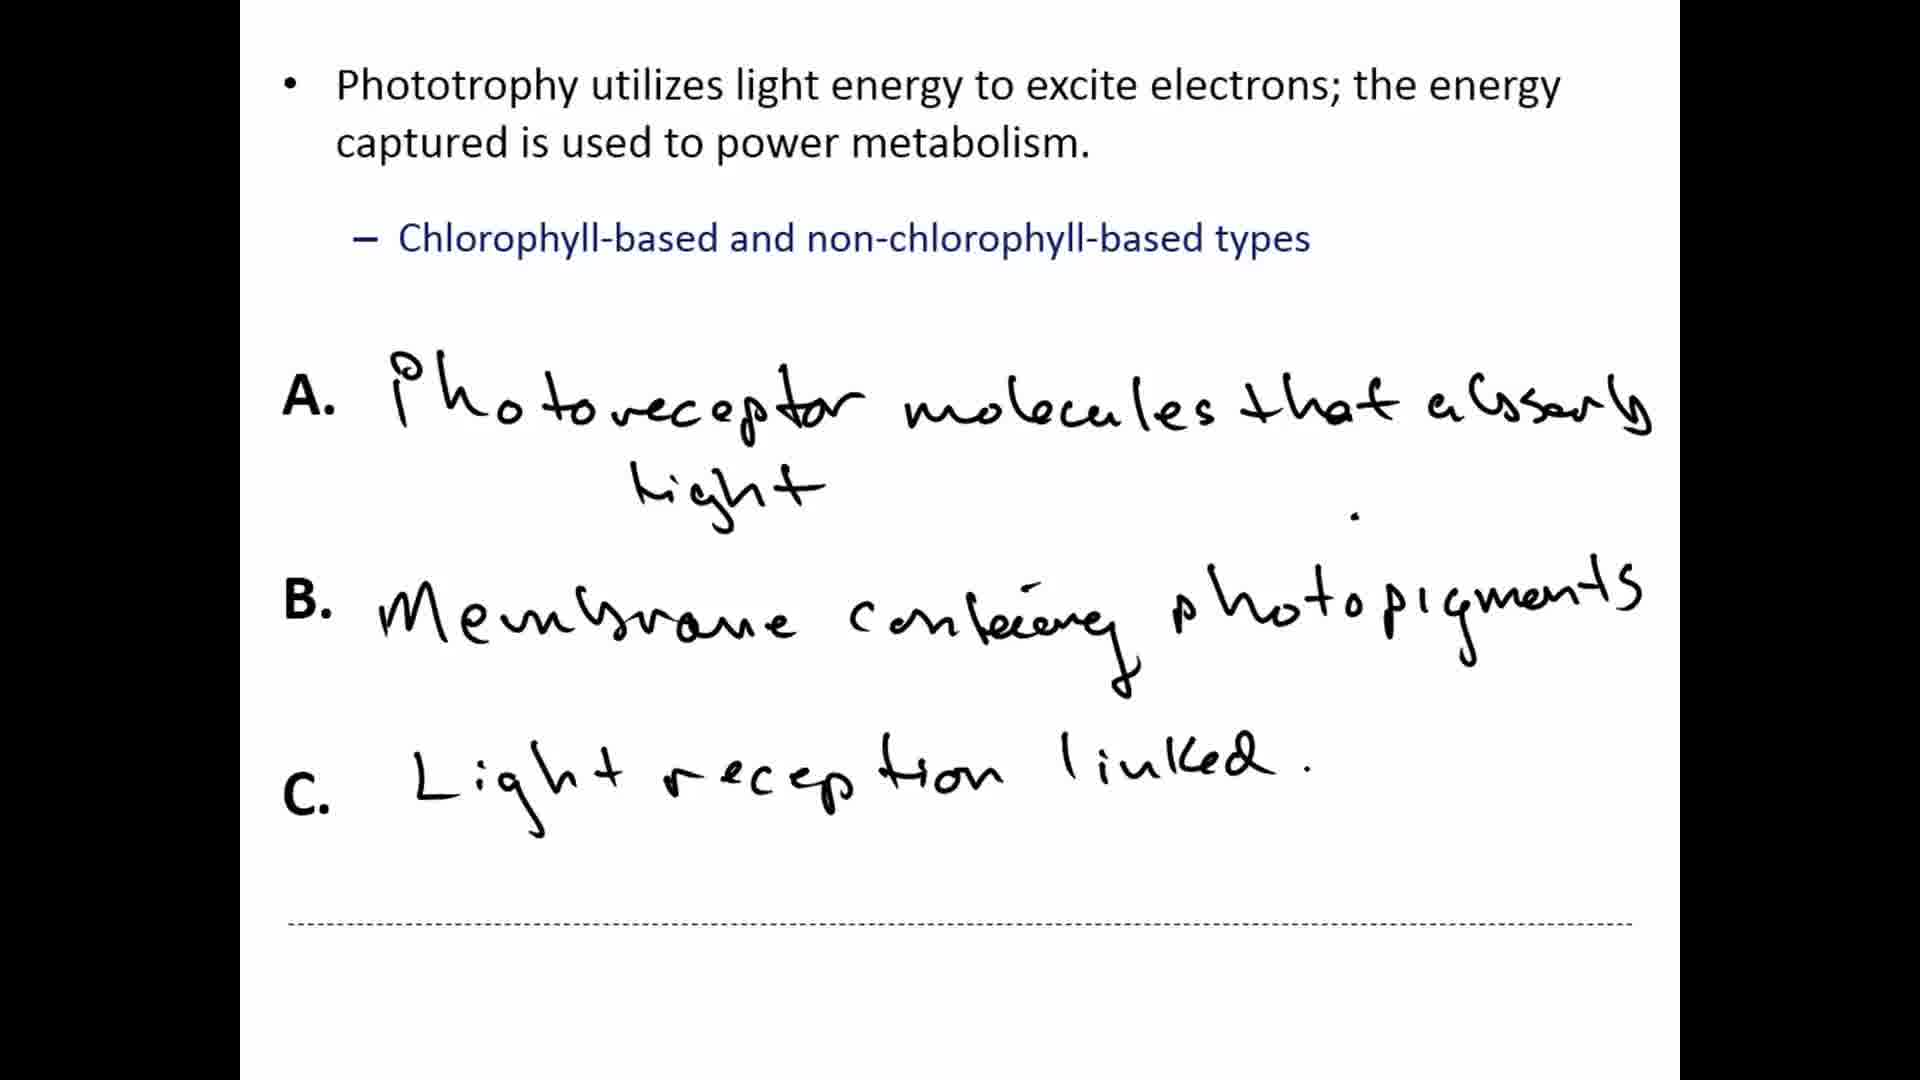 • Phototrophy utilizes light energy to excite electrons; the energy
captured is used to power metabolism.
– Chlorophyll-based and non-chlorophyll-based types
A. Photoreceptor molecules that absorb
light
B. Membrane containing photopigments
C. Light reception linked.